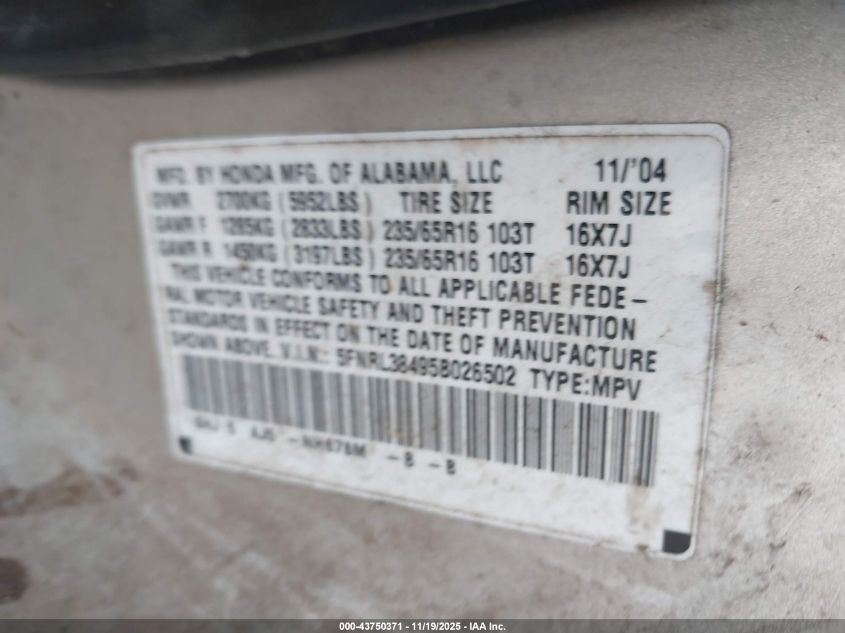 MFD. BY HONDA MFG. OF ALABAMA, LLC 11/'04
GVWR 2700KG (5952LBS) TIRE SIZE RIM SIZE
GAWR F 1285KG (2833LBS) 235/65R16 103T 16X7J
GAWR R 1450KG (3197LBS) 235/65R16 103T 16X7J
THIS VEHICLE CONFORMS TO ALL APPLICABLE FEDE-
RAL MOTOR VEHICLE SAFETY AND THEFT PREVENTION
STANDARDS IN EFFECT ON THE DATE OF MANUFACTURE
SHOWN ABOVE. V.I.N.: 5FNRL38495B026502 TYPE:MPV
NH678M -B -B
000-43750371 - 11/19/2025 - IAA Inc.